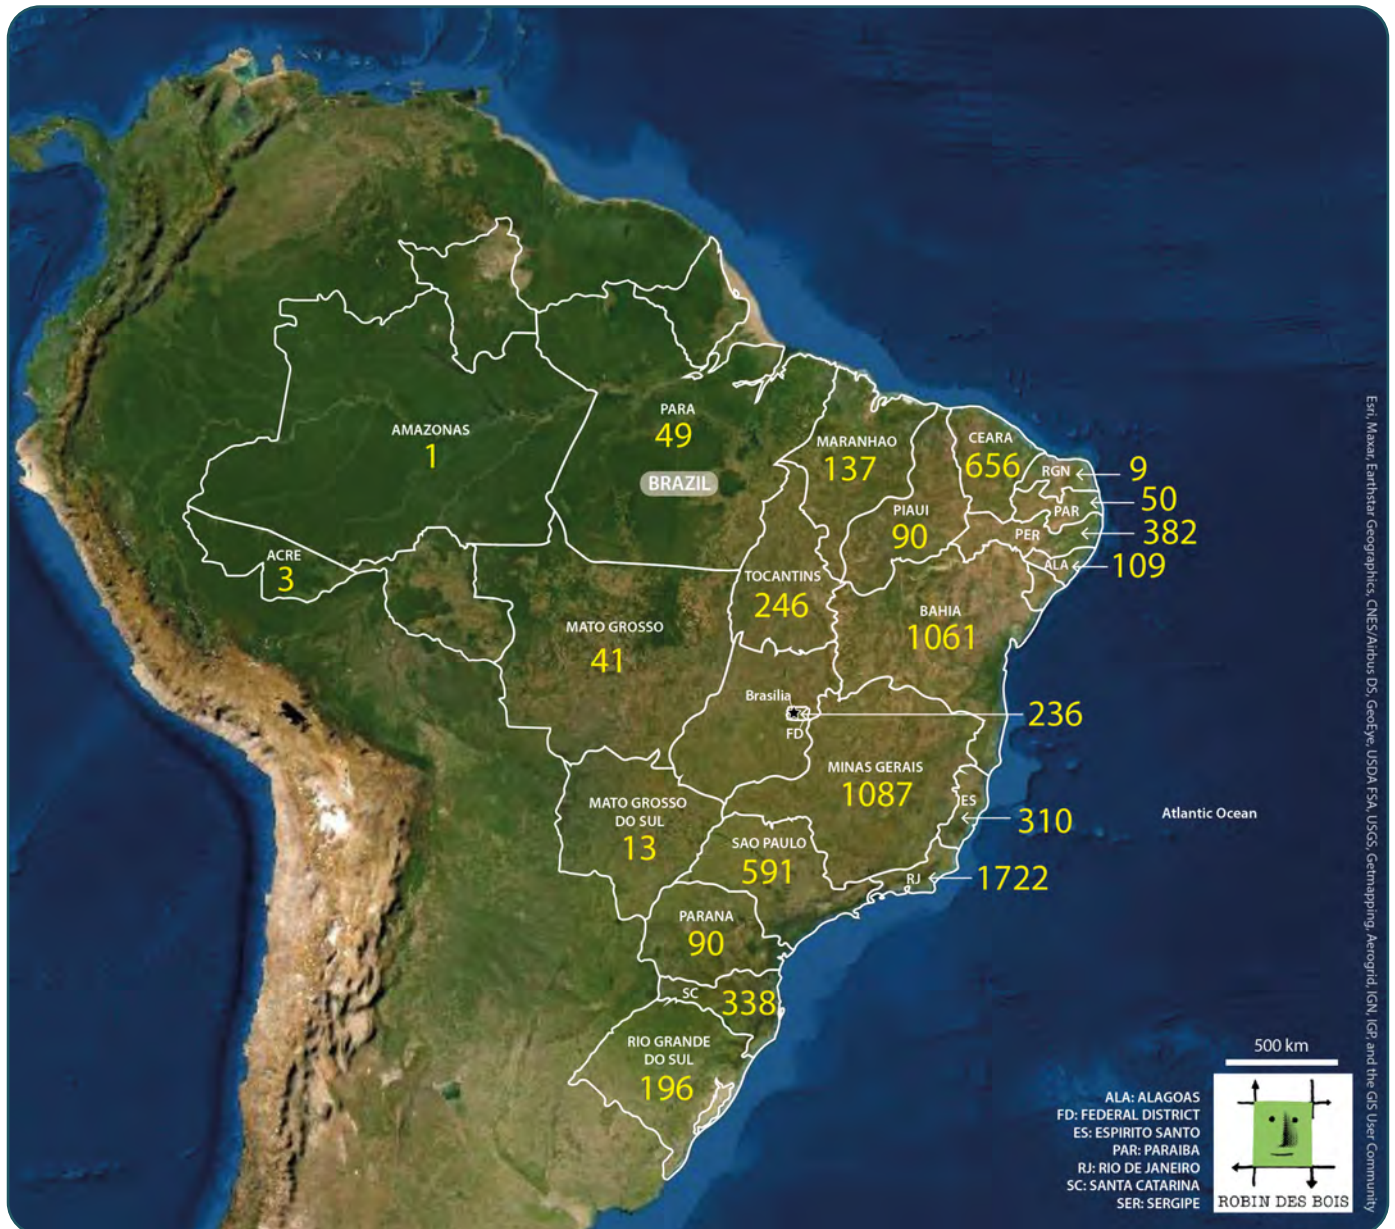 AMAZONAS
1
PARA
49
BRAZIL
MARANHAO
137
CEARA
656
RGN
9
50
PAR
PIAUI
90
PER
382
ALA
109
ACRE
3
TOCANTINS
246
BAHIA
1061
MATO GROSSO
41
Brasília
FD
236
MINAS GERAIS
1087
ES
310
Atlantic Ocean
MATO GROSSO
DO SUL
13
SAO PAULO
591
RJ
1722
PARANA
90
SC
338
RIO GRANDE
DO SUL
196
500 km
ALA: ALAGOAS
FD: FEDERAL DISTRICT
ES: ESPIRITO SANTO
PAR: PARAIBA
RJ: RIO DE JANEIRO
SC: SANTA CATARINA
SER: SERGIPE
ROBIN DES BOIS
Esri, Maxar, Earthstar Geographics, CNES/Airbus DS, GeoEye, USDA FSA, USGS, Getmapping, Aerogrid, IGN, IGP, and the GIS User Community